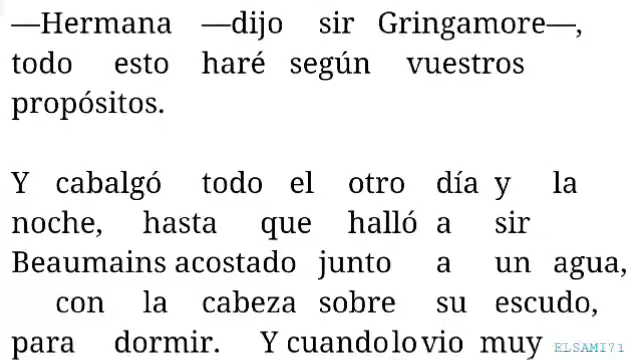 —Hermana —dijo sir Gringamore—,
todo esto haré según vuestros
propósitos.
Y cabalgó todo el otro día y la
noche, hasta que halló a sir
Beaumains acostado junto a un agua,
con la cabeza sobre su escudo,
para dormir. Y cuando lo vio muy ELSAMI71